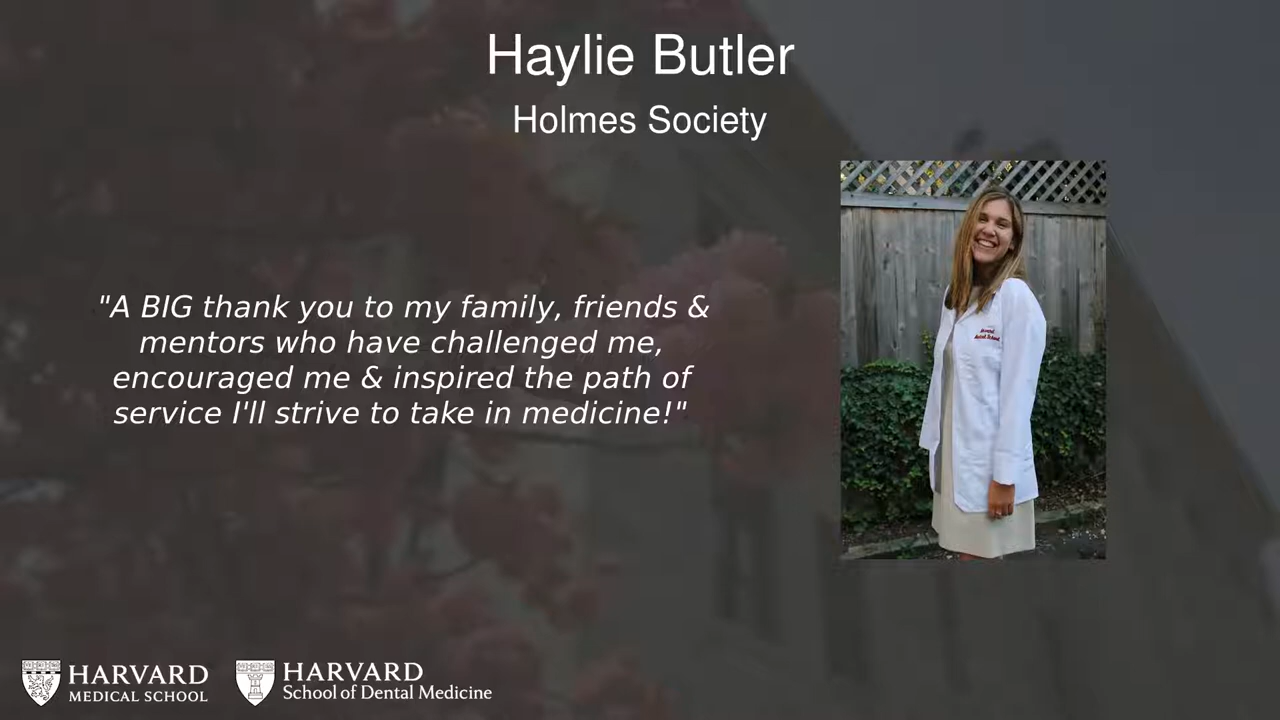 Haylie Butler
Holmes Society
"A BIG thank you to my family, friends &
mentors who have challenged me,
encouraged me & inspired the path of
service I'll strive to take in medicine!"
HARVARD
MEDICAL SCHOOL
HARVARD
School of Dental Medicine